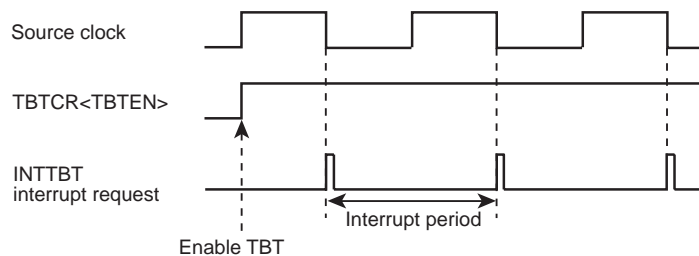 Source clock
TBTCR<TBTEN>
INTTBT
interrupt request
Interrupt period
Enable TBT